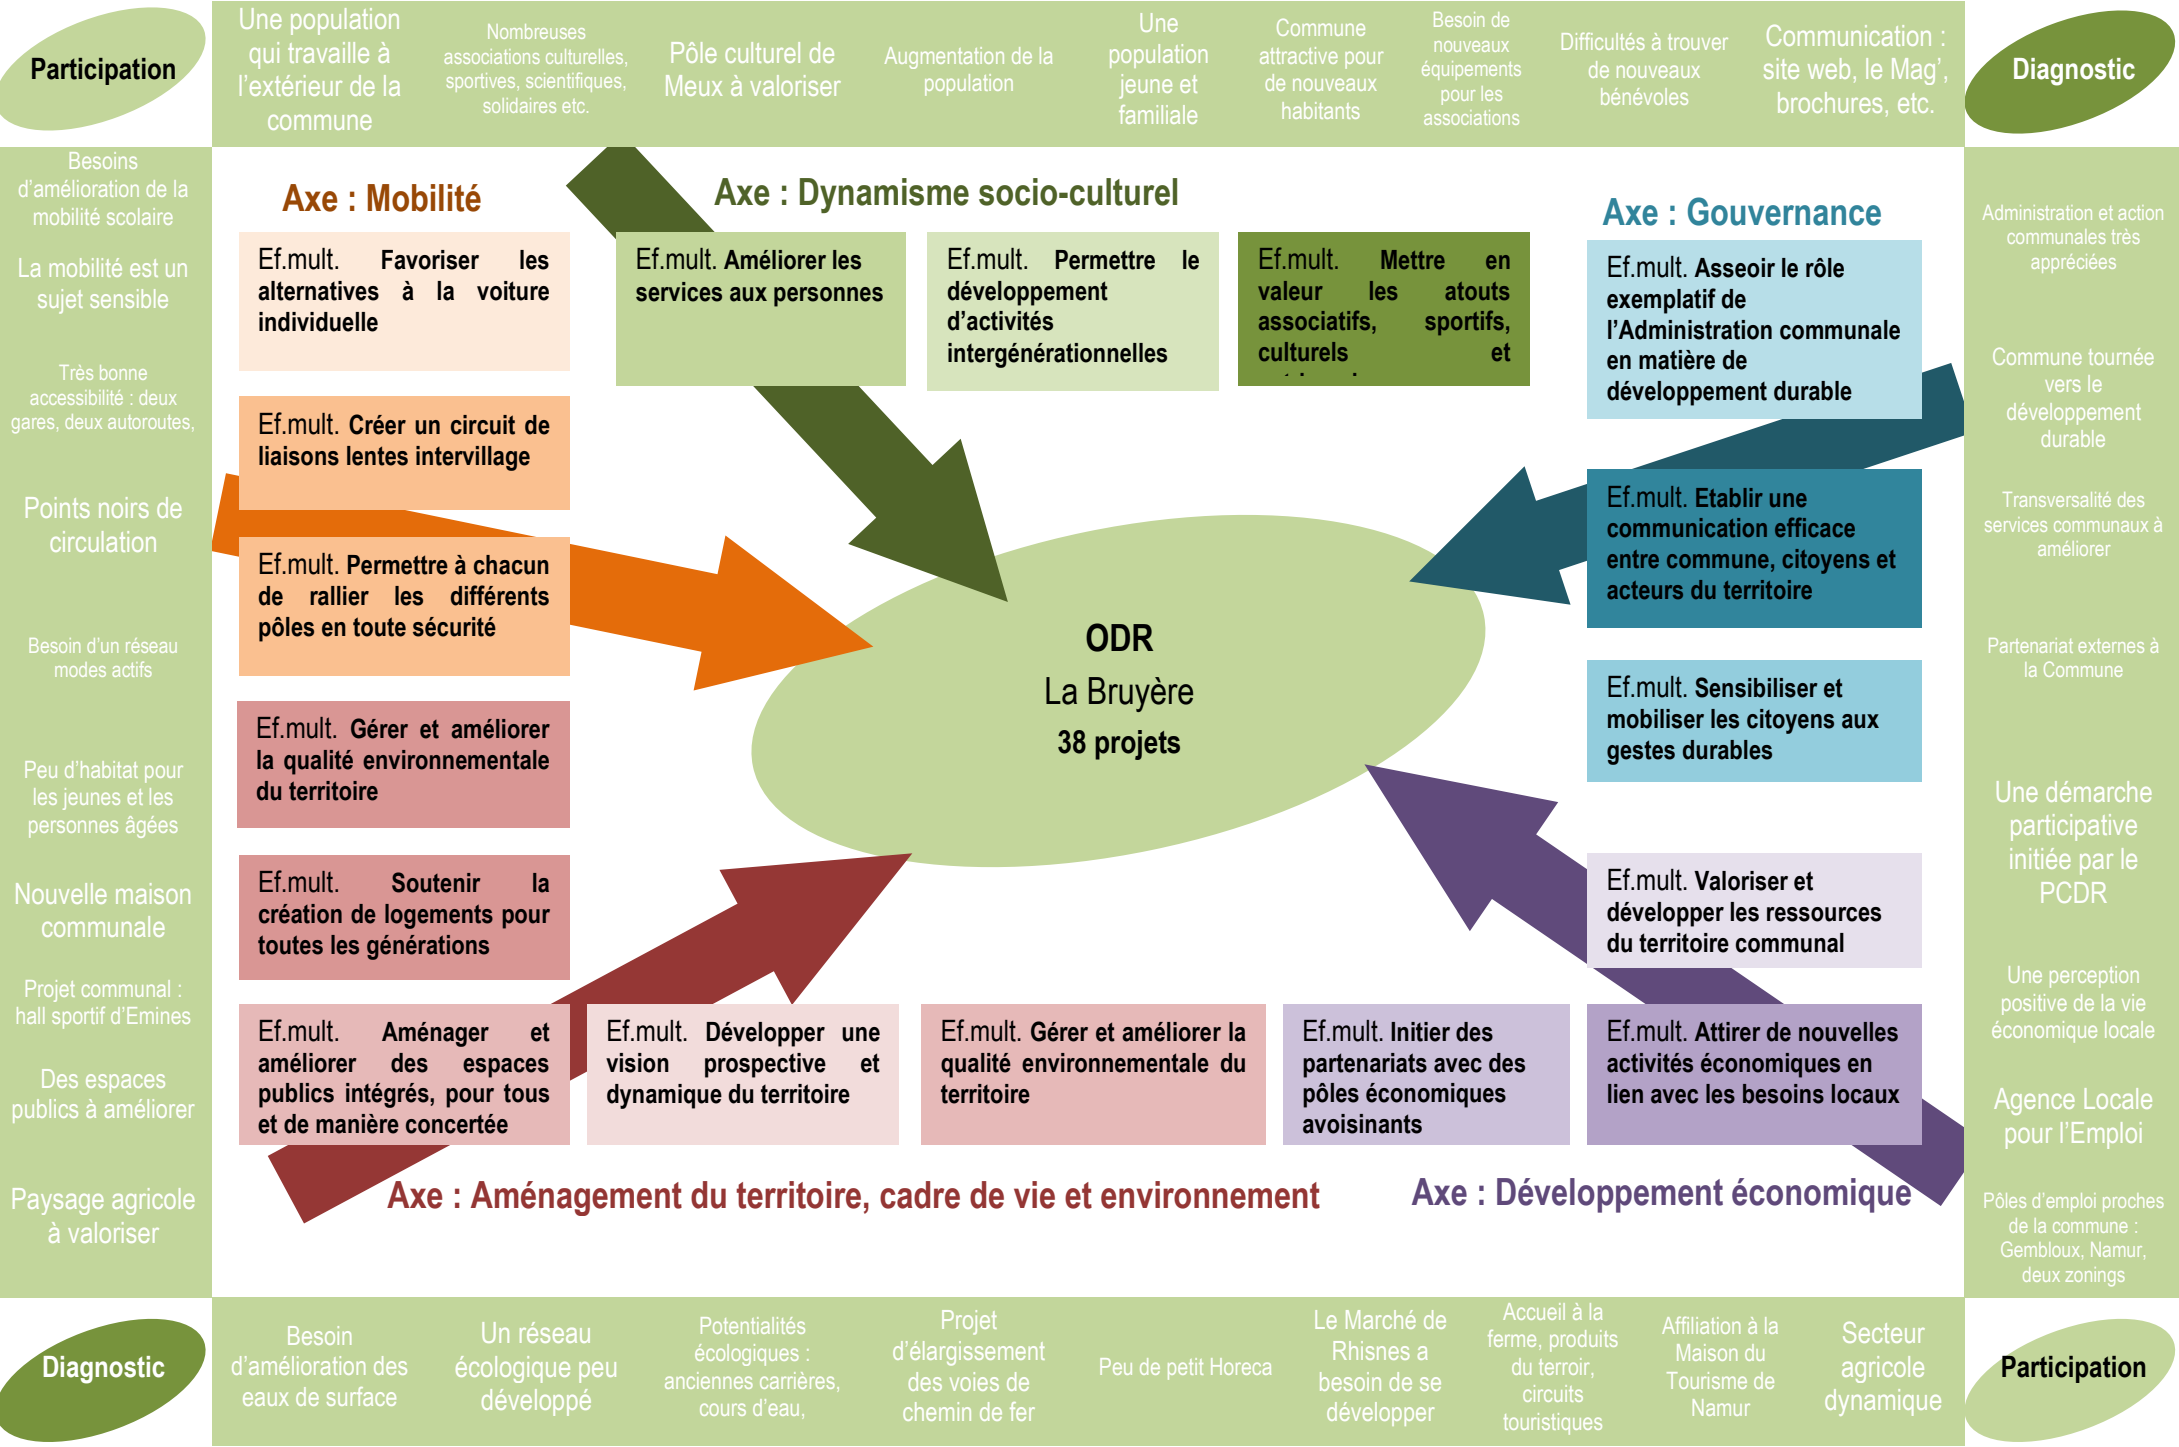 Participation
Une population
qui travaille à
l'extérieur de la
commune
Nombreuses
associations culturelles,
sportives, scientifiques,
solidaires etc.
Pôle culturel de
Meux à valoriser
Augmentation de la
population
Une
population
jeune et
familiale
Commune
attractive pour
de nouveaux
habitants
Besoin de
nouveaux
équipements
pour les
associations
Difficultés à trouver
de nouveaux
bénévoles
Communication :
site web, le Mag',
brochures, etc.
Diagnostic
Besoins
d'amélioration de la
mobilité scolaire
La mobilité est un
sujet sensible
Très bonne
accessibilité : deux
gares, deux autoroutes,
Points noirs de
circulation
Besoin d'un réseau
modes actifs
Peu d'habitat pour
les jeunes et les
personnes âgées
Nouvelle maison
communale
Projet communal :
hall sportif d'Emines
Des espaces
publics à améliorer
Paysage agricole
à valoriser
Axe : Mobilité
Ef.mult. Favoriser les
alternatives à la voiture
individuelle
Ef.mult. Créer un circuit de
liaisons lentes intervillage
Ef.mult. Permettre à chacun
de rallier les différents
pôles en toute sécurité
Axe : Dynamisme socio-culturel
Ef.mult. Améliorer les
services aux personnes
Ef.mult. Permettre le
développement
d'activités
intergénérationnelles
Ef.mult. Mettre en
valeur les atouts
associatifs, sportifs,
culturels et
Axe : Gouvernance
Ef.mult. Asseoir le rôle
exemplatif de
l'Administration communale
en matière de
développement durable
Ef.mult. Etablir une
communication efficace
entre commune, citoyens et
acteurs du territoire
Ef.mult. Sensibiliser et
mobiliser les citoyens aux
gestes durables
ODR
La Bruyère
38 projets
Ef.mult. Gérer et améliorer
la qualité environnementale
du territoire
Ef.mult. Soutenir la
création de logements pour
toutes les générations
Ef.mult. Aménager et
améliorer des espaces
publics intégrés, pour tous
et de manière concertée
Ef.mult. Développer une
vision prospective et
dynamique du territoire
Ef.mult. Gérer et améliorer la
qualité environnementale du
territoire
Axe : Aménagement du territoire, cadre de vie et environnement
Ef.mult. Valoriser et
développer les ressources
du territoire communal
Ef.mult. Initier des
partenariats avec des
pôles économiques
avoisinants
Ef.mult. Attirer de nouvelles
activités économiques en
lien avec les besoins locaux
Axe : Développement économique
Administration et action
communales très
appréciées
Commune tournée
vers le
développement
durable
Transversalité des
services communaux à
améliorer
Partenariat externes à
la Commune
Une démarche
participative
initiée par le
PCDR
Une perception
positive de la vie
économique locale
Agence Locale
pour l'Emploi
Pôles d'emploi proches
de la commune :
Gembloux, Namur,
deux zonings
Diagnostic
Besoin
d'amélioration des
eaux de surface
Un réseau
écologique peu
développé
Potentialités
écologiques :
anciennes carrières,
cours d'eau,
Projet
d'élargissement
des voies de
chemin de fer
Peu de petit Horeca
Le Marché de
Rhisnes a
besoin de se
développer
Accueil à la
ferme, produits
du terroir,
circuits
touristiques
Affiliation à la
Maison du
Tourisme de
Namur
Secteur
agricole
dynamique
Participation